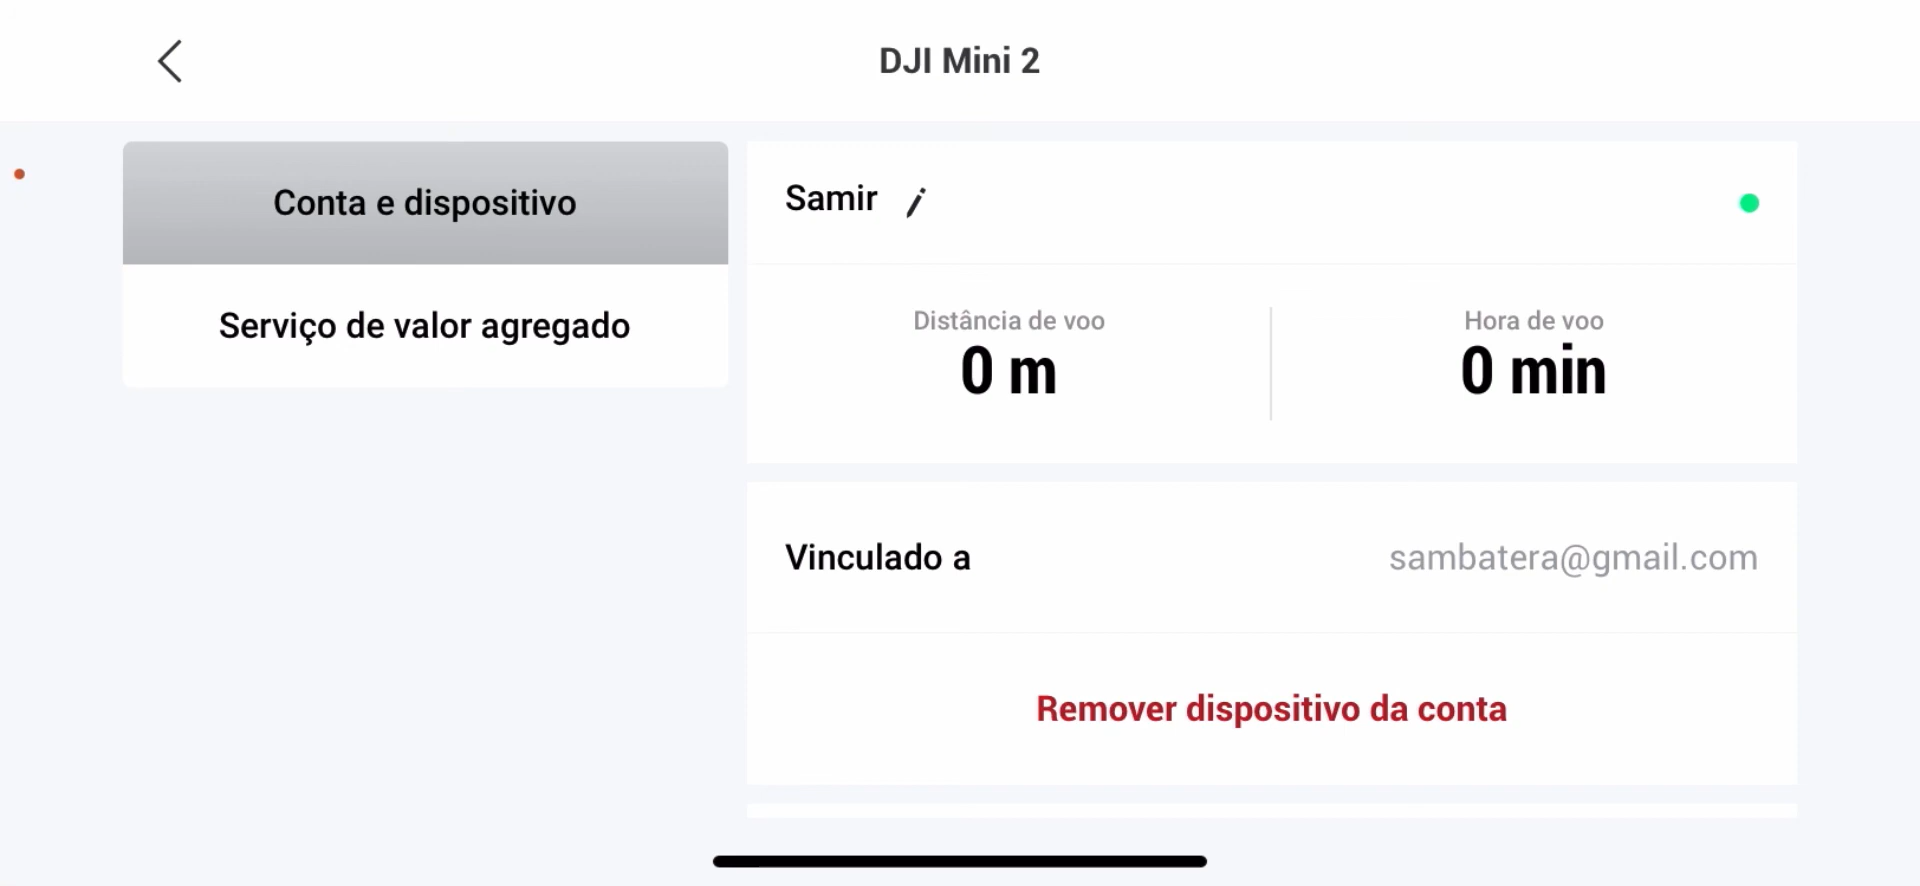 DJI Mini 2
Conta e dispositivo
Serviço de valor agregado
Samir
Distância de voo
0 m
Hora de voo
0 min
Vinculado a
sambatera@gmail.com
Remover dispositivo da conta